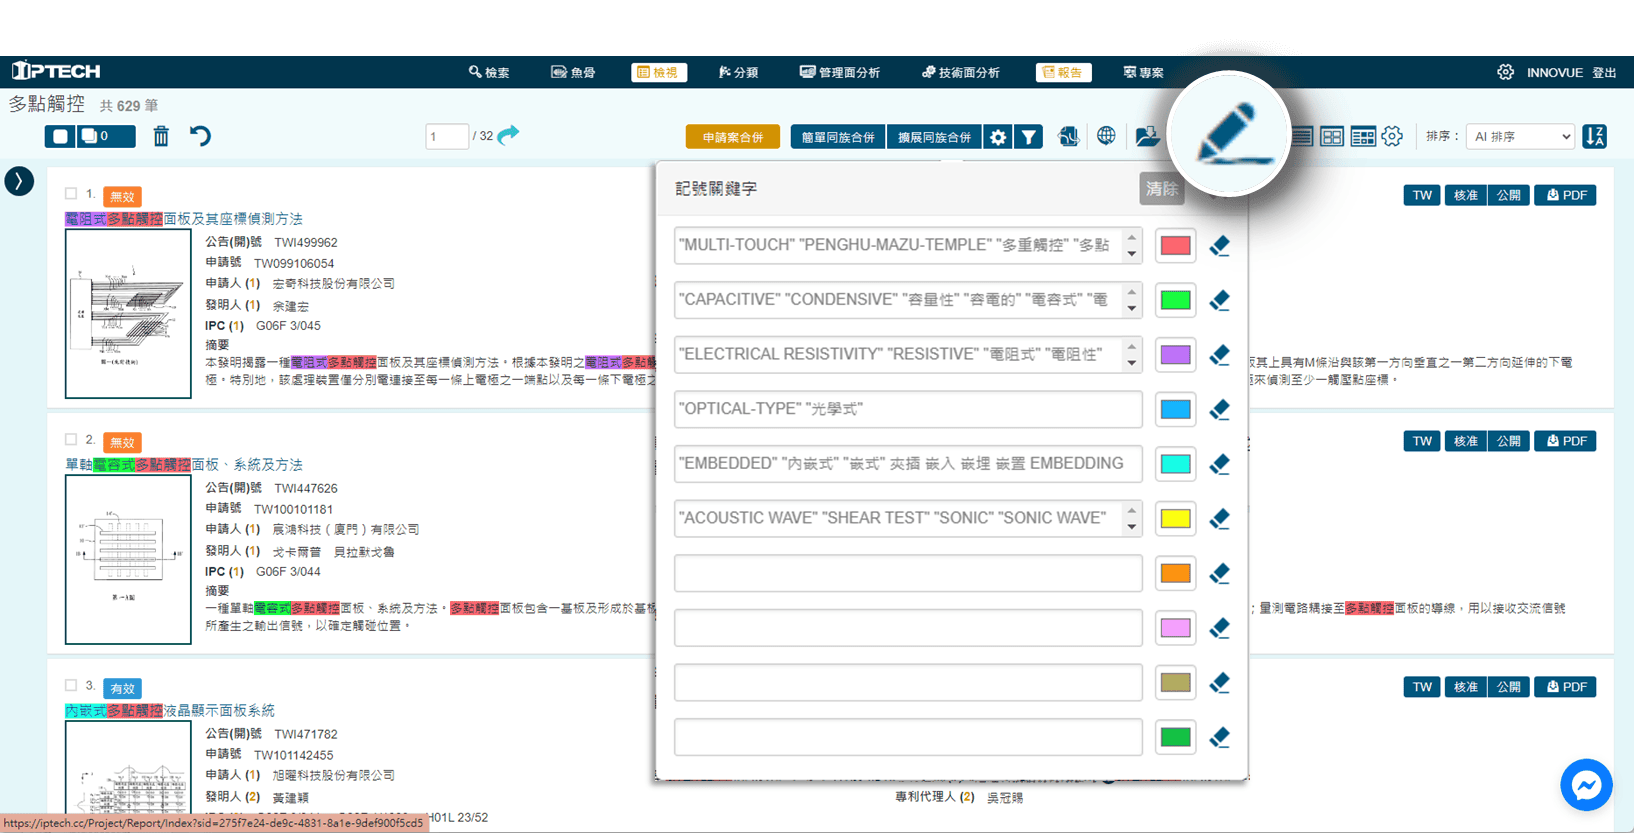 IPTECH
檢索
魚骨
檢視
分類
管理面分析
技術面分析
報告
專案
INNOVUE
登出
多點觸控
共 629 筆
0
1
/ 32
申請案合併
簡單同族合併
擴展同族合併
排序：
AI 排序
記號關鍵字
清除
"MULTI-TOUCH" "PENGHU-MAZU-TEMPLE" "多重觸控" "多點
"CAPACITIVE" "CONDENSIVE" "容量性" "容電的" "電容式" "電
"ELECTRICAL RESISTIVITY" "RESISTIVE" "電阻式" "電阻性"
"OPTICAL-TYPE" "光學式"
"EMBEDDED" "內嵌式" "嵌式" 夾插 嵌入 嵌埋 嵌置 EMBEDDING
"ACOUSTIC WAVE" "SHEAR TEST" "SONIC" "SONIC WAVE"
1.
無效
TW
核准
公開
PDF
電阻式多點觸控面板及其座標偵測方法
公告(開)號 TWI499962
申請號 TW099106054
申請人 (1) 宏奇科技股份有限公司
發明人 (1) 余建宏
IPC (1) G06F 3/045
摘要
本發明揭露一種電阻式多點觸控面板及其座標偵測方法。根據本發明之電阻式多點觸
板其上具有M條沿與該第一方向垂直之一第二方向延伸的下電
極。特別地，該處理裝置僅分別電連接至每一條上電極之一端點以及每一條下電極之
極來偵測至少一觸壓點座標。
2.
無效
TW
核准
公開
PDF
單軸電容式多點觸控面板、系統及方法
公告(開)號 TWI447626
申請號 TW100101181
申請人 (1) 宸鴻科技（廈門）有限公司
發明人 (1) 戈卡爾普 貝拉默戈魯
IPC (1) G06F 3/044
摘要
一種單軸電容式多點觸控面板、系統及方法。多點觸控面板包含一基板及形成於基板
；量測電路耦接至多點觸控面板的導線，用以接收交流信號
所產生之輸出信號，以確定觸碰位置。
3.
有效
TW
核准
公開
PDF
內嵌式多點觸控液晶顯示面板系統
公告(開)號 TWI471782
申請號 TW101142455
申請人 (1) 旭曜科技股份有限公司
發明人 (2) 黃建穎
專利代理人 (2) 吳冠賜
H01L 23/52
https://iptech.cc/Project/Report/Index?sid=275f7e24-de9c-4831-8a1e-9def900f5cd5